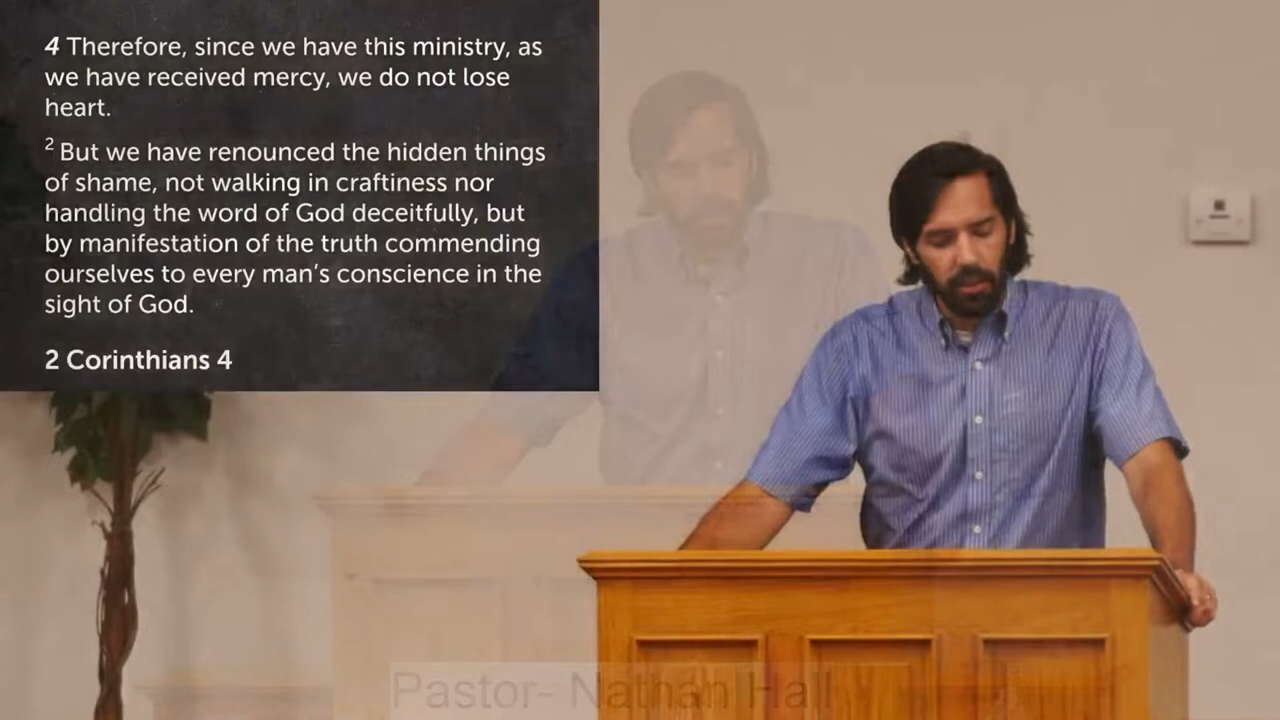 4 Therefore, since we have this ministry, as
we have received mercy, we do not lose
heart.
2 But we have renounced the hidden things
of shame, not walking in craftiness nor
handling the word of God deceitfully, but
by manifestation of the truth commending
ourselves to every man’s conscience in the
sight of God.
2 Corinthians 4
Pastor- Nathan Hall